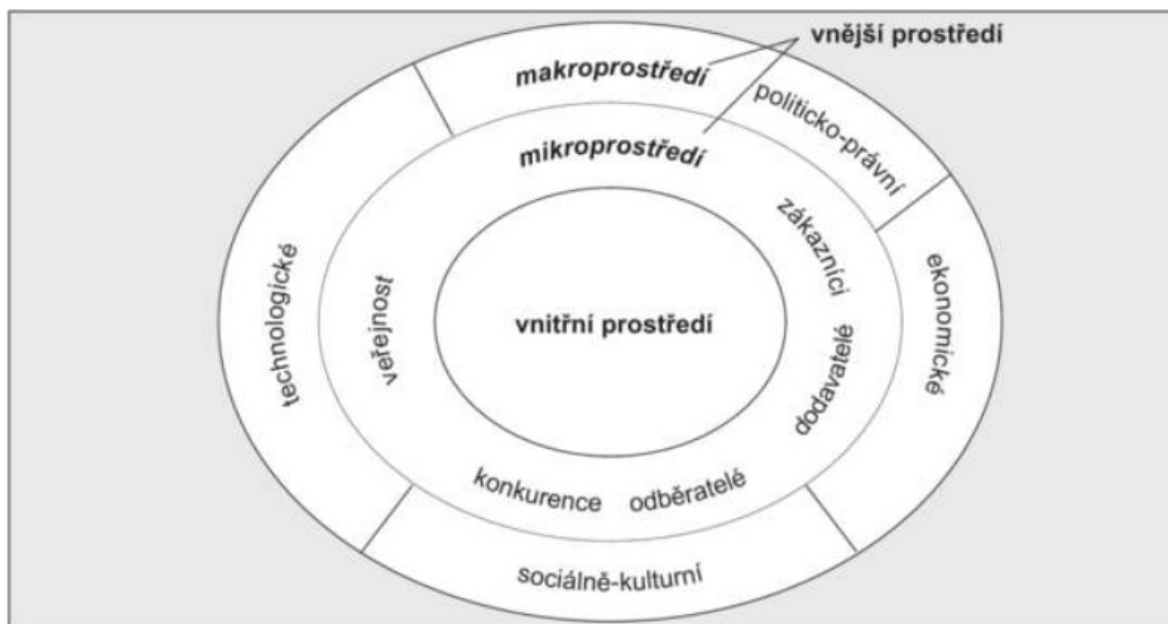 vnější prostředí
makroprostředí
politicko-právní
mikroprostředí
zákazníci
ekonomické
technologické
veřejnost
vnitřní prostředí
dodavatelé
konkurence
odběratelé
sociálně-kulturní